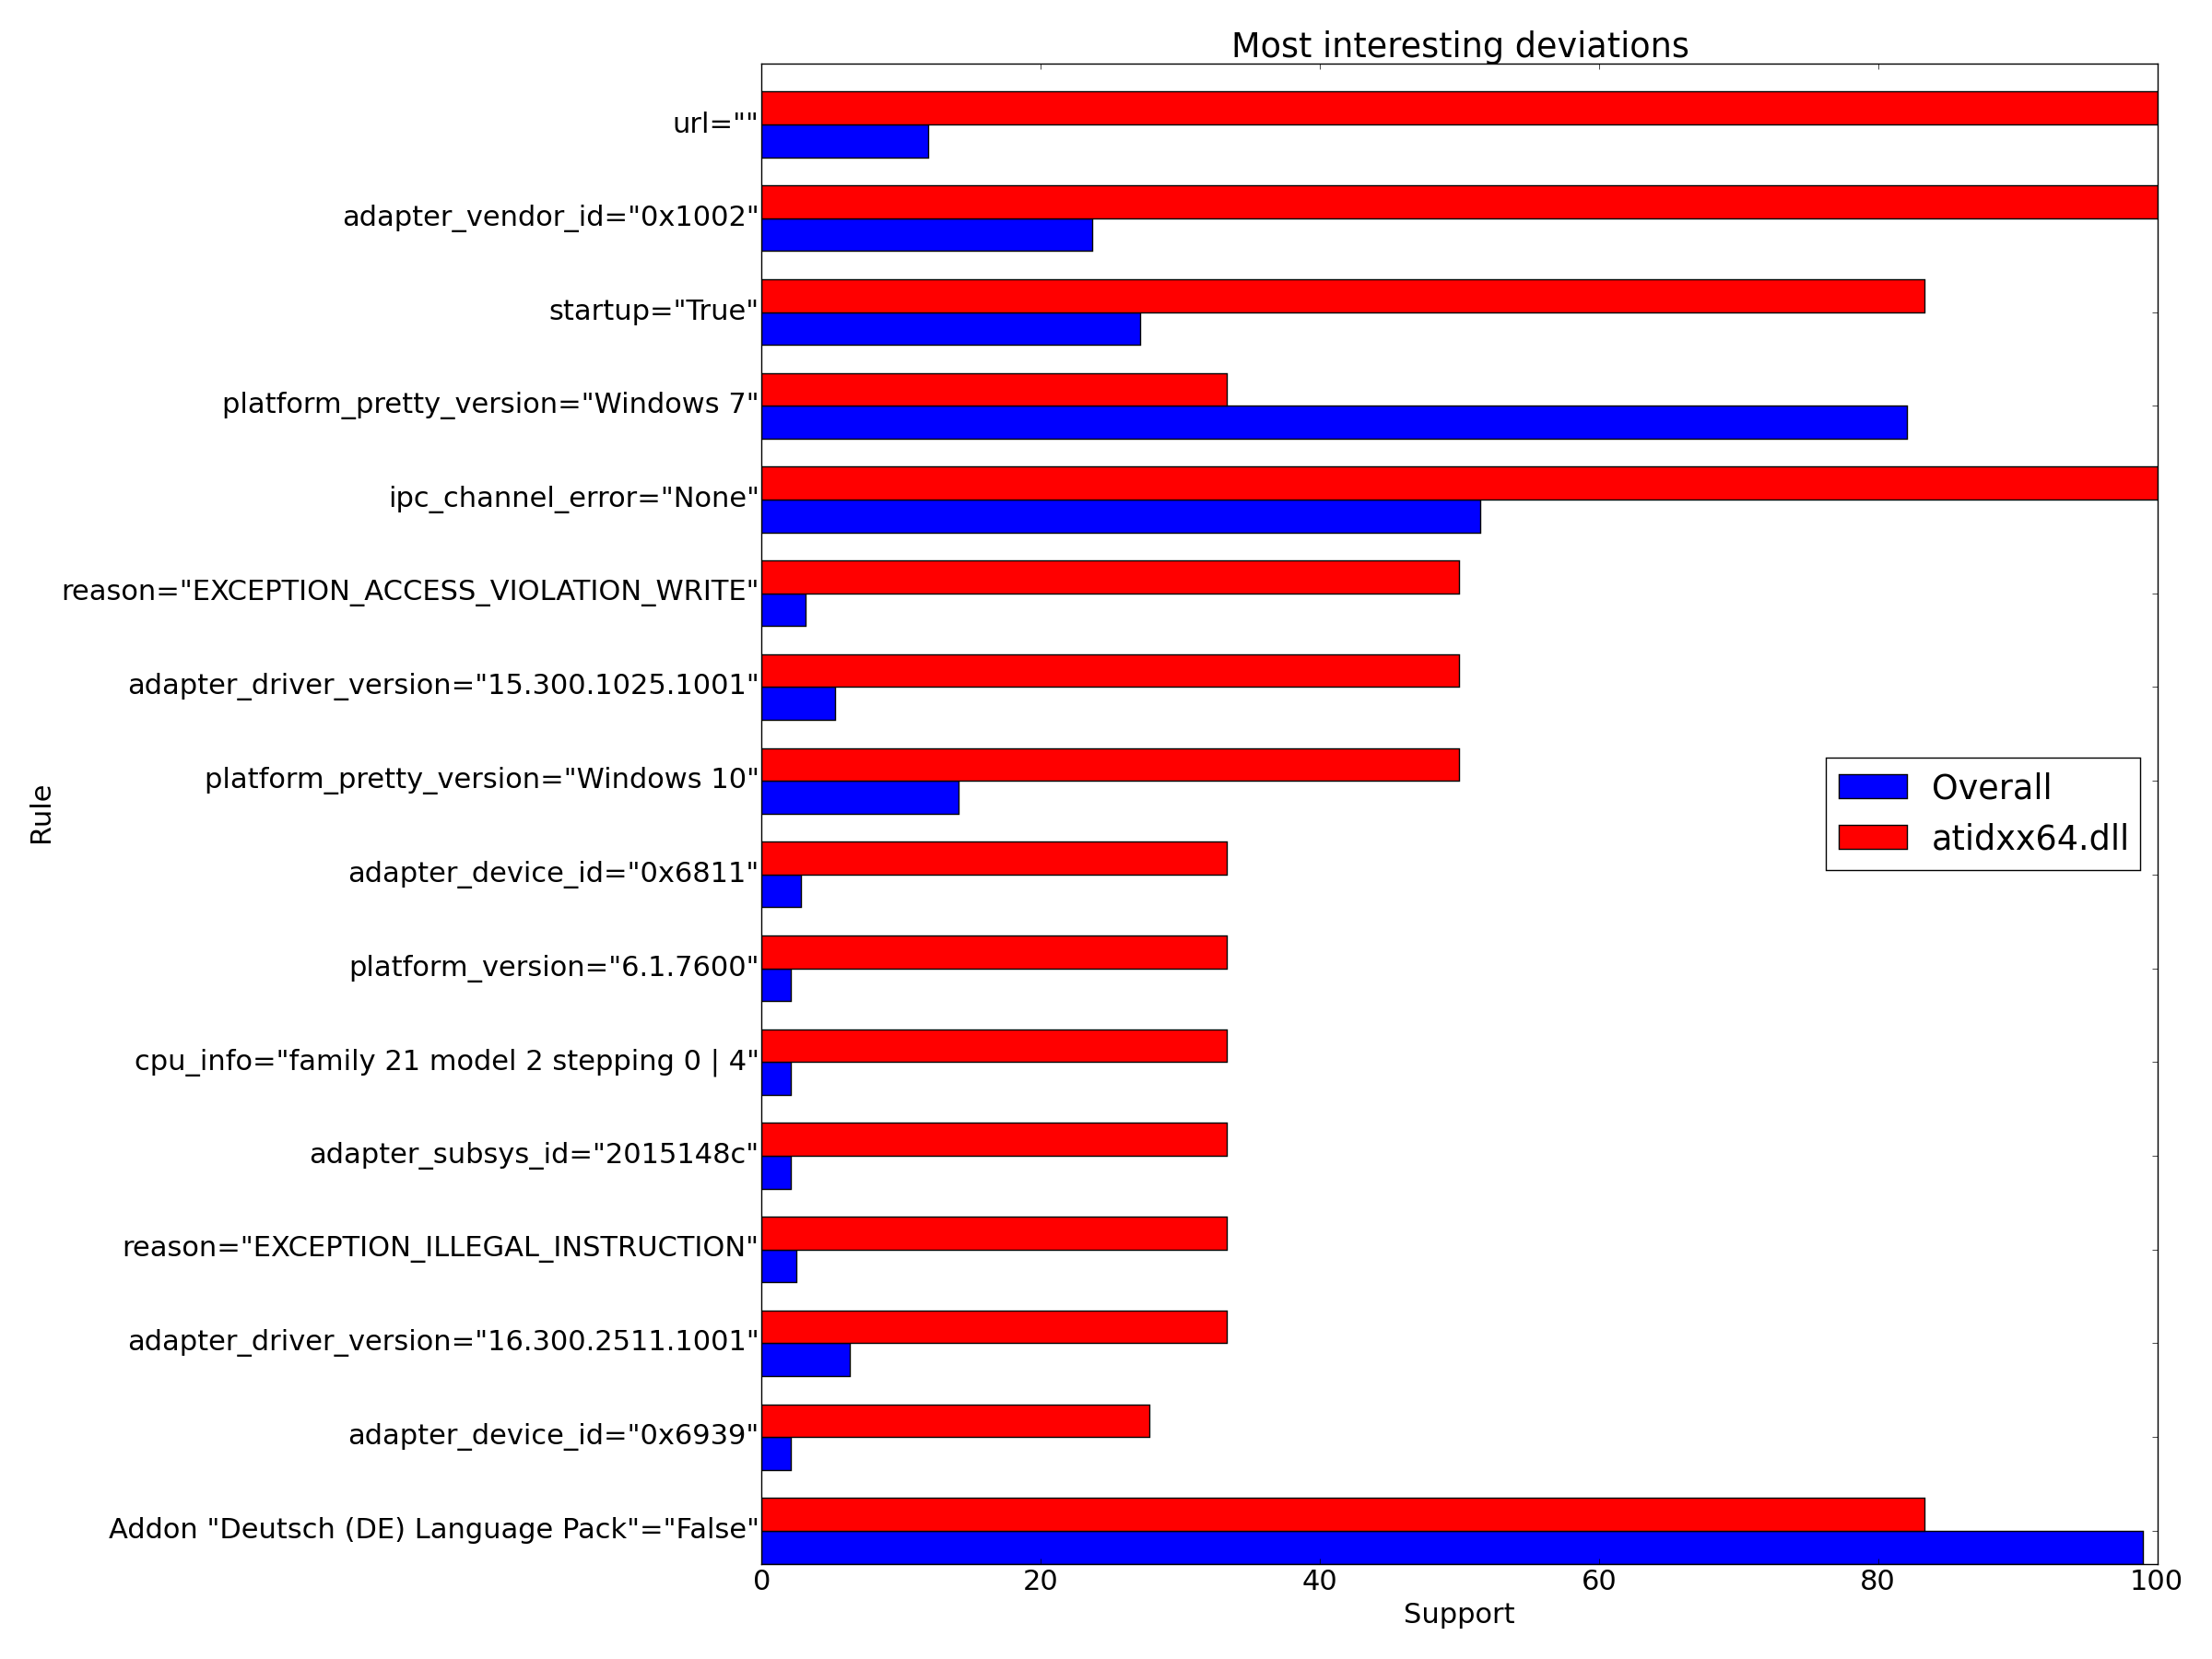 Most interesting deviations
url=""
adapter_vendor_id="0x1002"
startup="True"
platform_pretty_version="Windows 7"
ipc_channel_error="None"
reason="EXCEPTION_ACCESS_VIOLATION_WRITE"
adapter_driver_version="15.300.1025.1001"
platform_pretty_version="Windows 10"
adapter_device_id="0x6811"
platform_version="6.1.7600"
cpu_info="family 21 model 2 stepping 0 | 4"
adapter_subsys_id="2015148c"
reason="EXCEPTION_ILLEGAL_INSTRUCTION"
adapter_driver_version="16.300.2511.1001"
adapter_device_id="0x6939"
Addon "Deutsch (DE) Language Pack"="False"
Rule
Overall
atidxx64.dll
0 20 40 60 80 100
Support